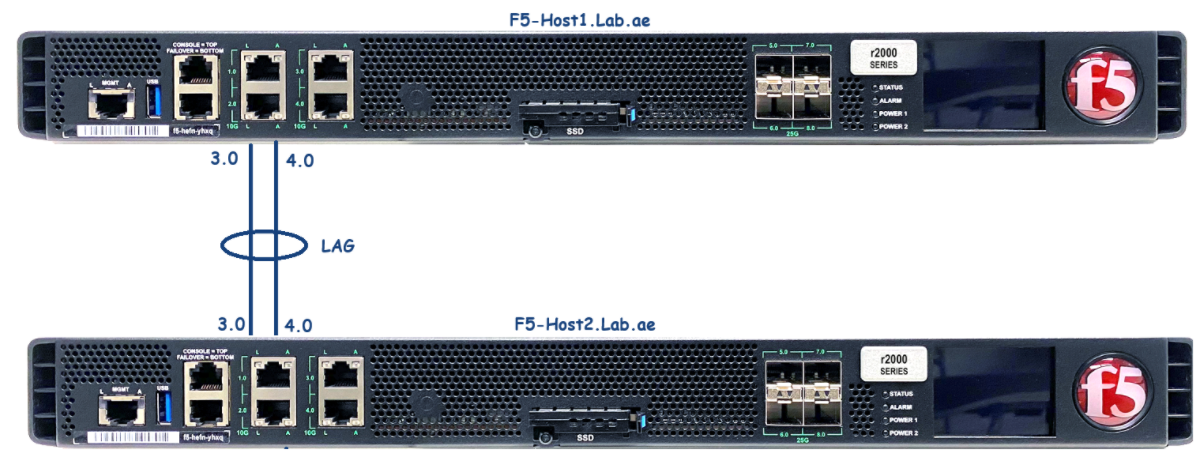 F5-Host1.Lab.ae
CONSOLE = TOP
FAILOVER = BOTTOM
L MGMT A
USB
L A
L A
1.0
3.0
2.0
4.0
10G L A
10G L A
f5-hefn-yhxq
SSD
5.0 7.0
6.0 8.0
25G
r2000
SERIES
STATUS
ALARM
POWER 1
POWER 2
f5
3.0
4.0
LAG
3.0
4.0
F5-Host2.Lab.ae
CONSOLE = TOP
FAILOVER = BOTTOM
L MGMT A
USB
L A
L A
1.0
3.0
2.0
4.0
10G L A
10G L A
f5-hefn-yhxq
SSD
5.0 7.0
6.0 8.0
25G
r2000
SERIES
STATUS
ALARM
POWER 1
POWER 2
f5